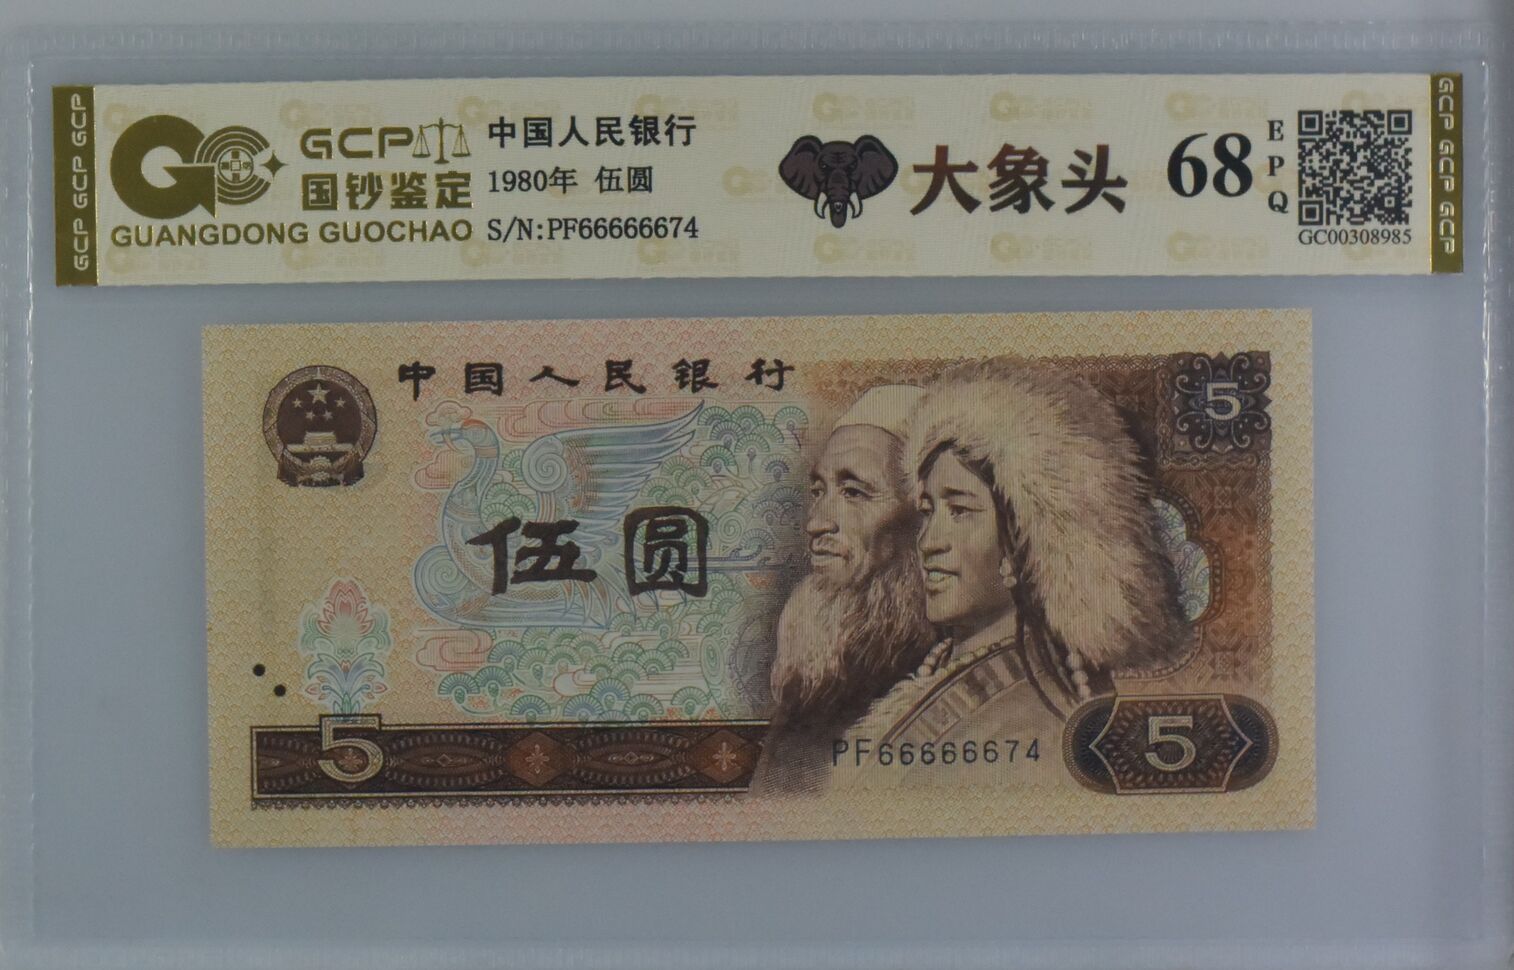 GCP GCP GCP
GCP
国钞鉴定
GUANGDONG GUOCHAO
中国人民银行
1980年 伍圆
S/N:PF66666674
大象头
68
EPQ
GC00308985
GCP GCP GCP
中国人民银行
5
伍圆
5
PF66666674
5